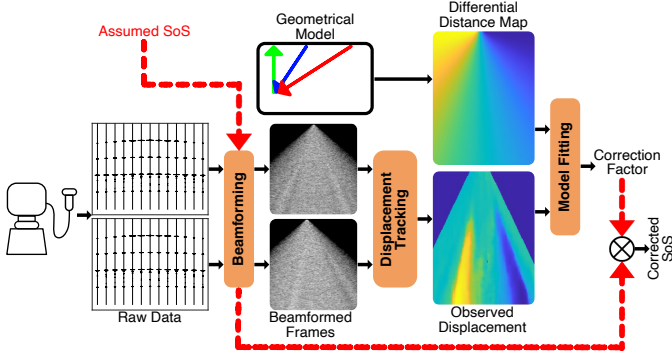 Assumed SoS
Geometrical
Model
Differential
Distance Map
Beamforming
Displacement
Tracking
Model Fitting
Correction
Factor
Corrected
SoS
Raw Data
Beamformed
Frames
Observed
Displacement